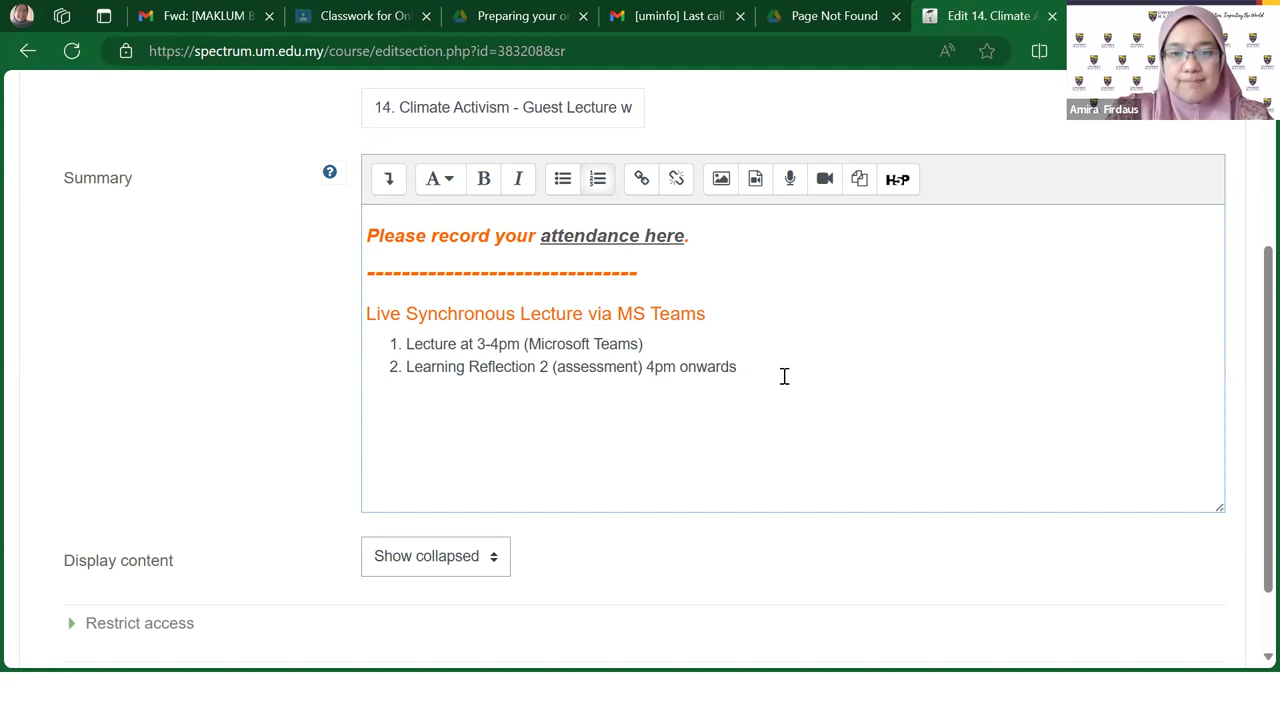 Fwd: [MAKLUM B
Classwork for Onl
Preparing your on
[uminfo] Last call
Page Not Found
Edit 14. Climate A
https://spectrum.um.edu.my/course/editsection.php?id=383208&sr
Amira Firdaus
14. Climate Activism - Guest Lecture w
Summary
A B I H5P
Please record your attendance here.
------------------------------
Live Synchronous Lecture via MS Teams
1. Lecture at 3-4pm (Microsoft Teams)
2. Learning Reflection 2 (assessment) 4pm onwards
Display content
Show collapsed
Restrict access